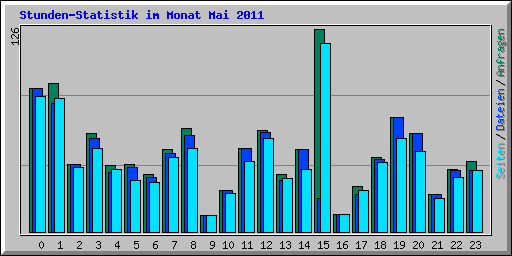 Stunden-Statistik im Monat Mai 2011
126
Seiten/Dateien/Anfragen
0 1 2 3 4 5 6 7 8 9 10 11 12 13 14 15 16 17 18 19 20 21 22 23